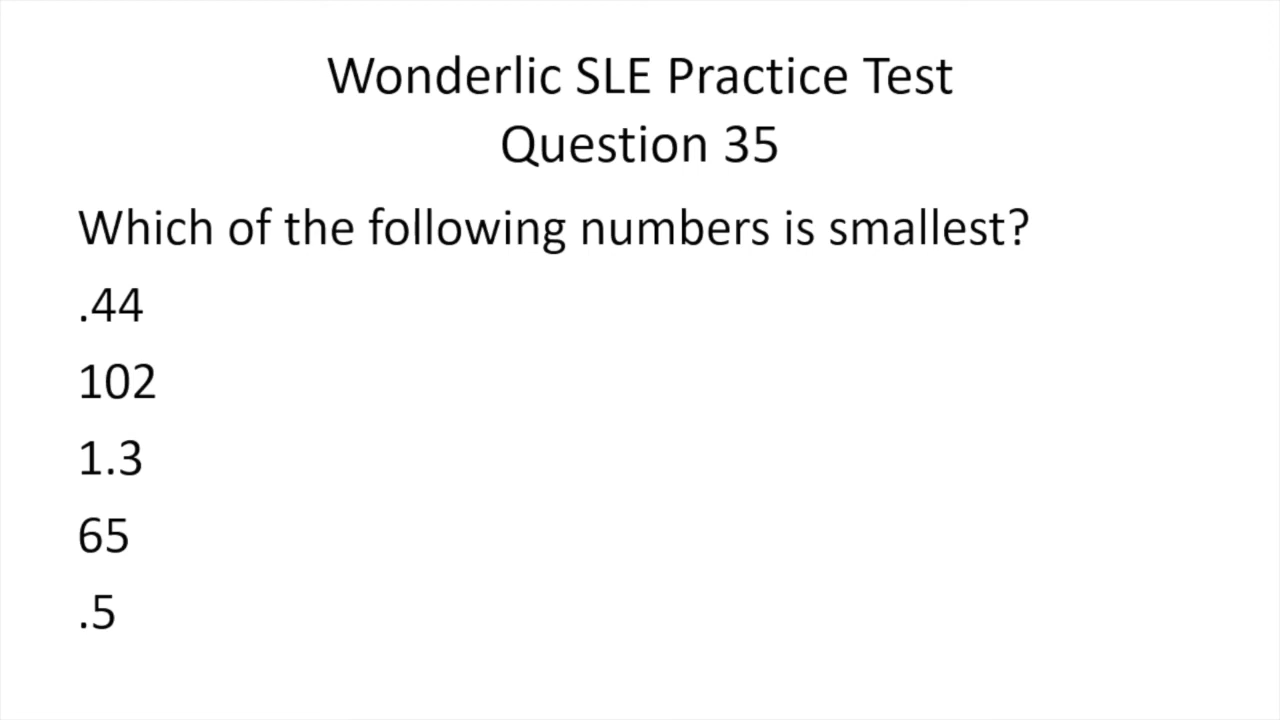 Wonderlic SLE Practice Test
Question 35
Which of the following numbers is smallest?
.44
102
1.3
65
.5